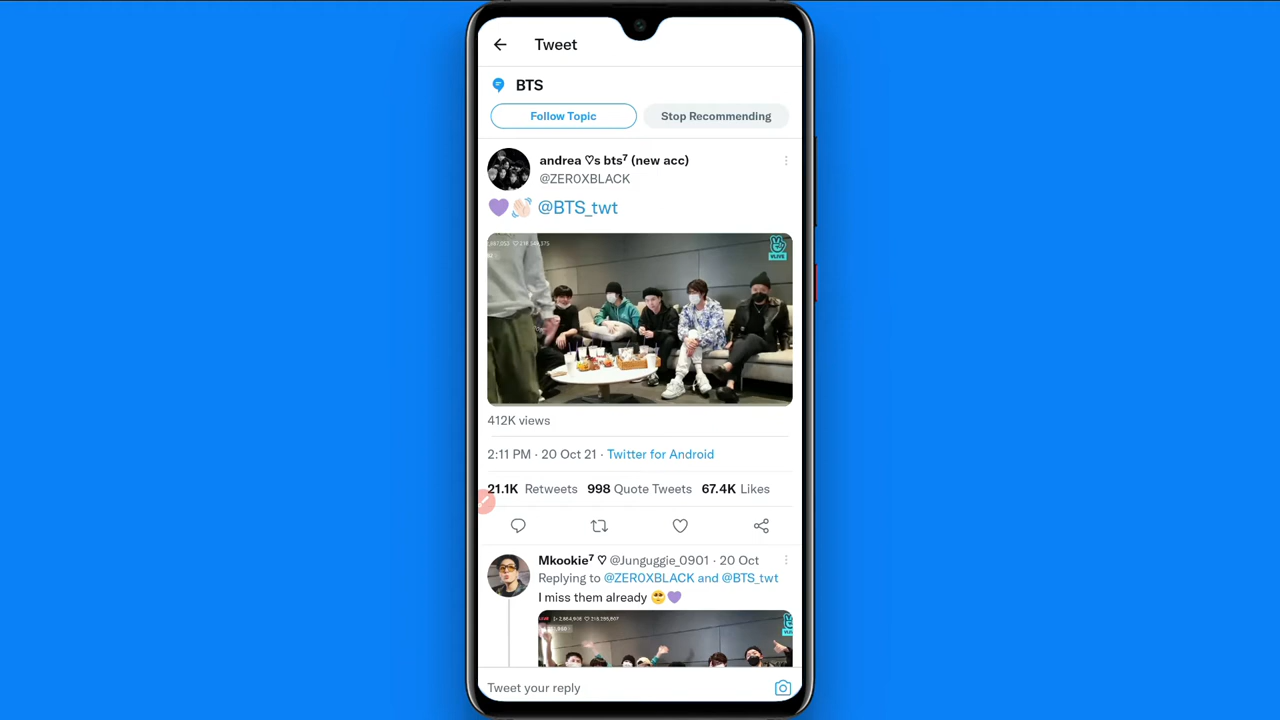 Tweet
BTS
Follow Topic
Stop Recommending
andrea ♡s bts⁷ (new acc)
@ZER0XBLACK
💜👋🏻 @BTS_twt
VLIVE
412K views
2:11 PM · 20 Oct 21 · Twitter for Android
21.1K Retweets 998 Quote Tweets 67.4K Likes
Mkookie⁷ ♡ @Junguggie_0901 · 20 Oct
Replying to @ZER0XBLACK and @BTS_twt
I miss them already 🥺💜
Tweet your reply